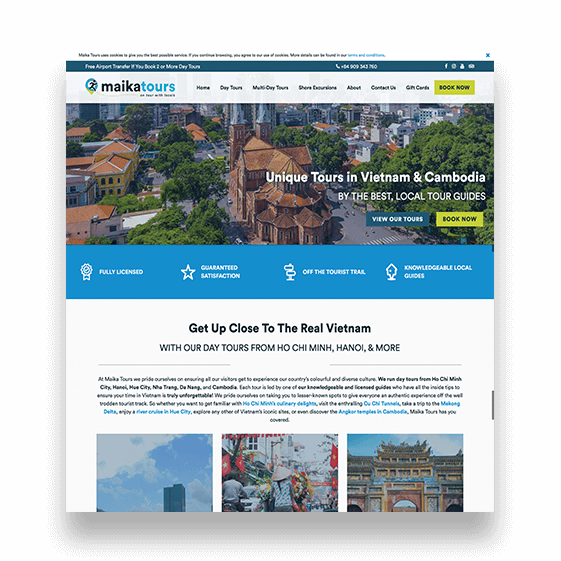 Maika Tours uses cookies to give you the best possible service. If you continue browsing, you agree to our use of cookies. More details can be found in our terms and conditions.
Free Airport Transfer If You Book 2 or More Day Tours
+84 909 343 760
maikatours
on tour with locals
Home Day Tours Multi-Day Tours Shore Excursions About Contact Us Gift Cards BOOK NOW
Unique Tours in Vietnam & Cambodia
BY THE BEST, LOCAL TOUR GUIDES
VIEW OUR TOURS BOOK NOW
FULLY LICENSED
GUARANTEED
SATISFACTION
OFF THE TOURIST TRAIL
KNOWLEDGEABLE LOCAL
GUIDES
Get Up Close To The Real Vietnam
WITH OUR DAY TOURS FROM HO CHI MINH, HANOI, & MORE
At Maika Tours we pride ourselves on ensuring all our visitors get to experience our country's colourful and diverse culture. We run day tours from Ho Chi Minh
City, Hanoi, Hue City, Nha Trang, Da Nang, and Cambodia. Each tour is led by one of our knowledgeable and licensed guides who have all the inside tips to
ensure your time in Vietnam is truly unforgettable! We pride ourselves on taking you to lesser-known spots to give everyone an authentic experience off the well
trodden tourist track. So whether you want to get familiar with Ho Chi Minh's culinary delights, visit the enthralling Cu Chi Tunnels, take a trip to the Mekong
Delta, enjoy a river cruise in Hue City, explore any other of Vietnam's iconic sites, or even discover the Angkor temples in Cambodia, Maika Tours has you
covered.